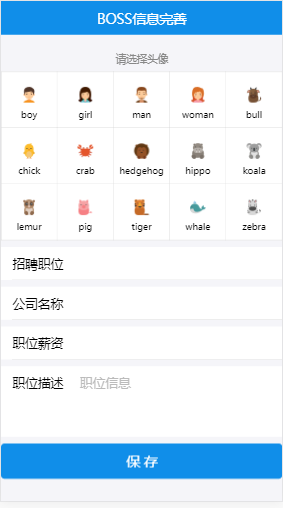 BOSS信息完善
请选择头像
boy girl man woman bull
chick crab hedgehog hippo koala
lemur pig tiger whale zebra
招聘职位
公司名称
职位薪资
职位描述 职位信息
保存